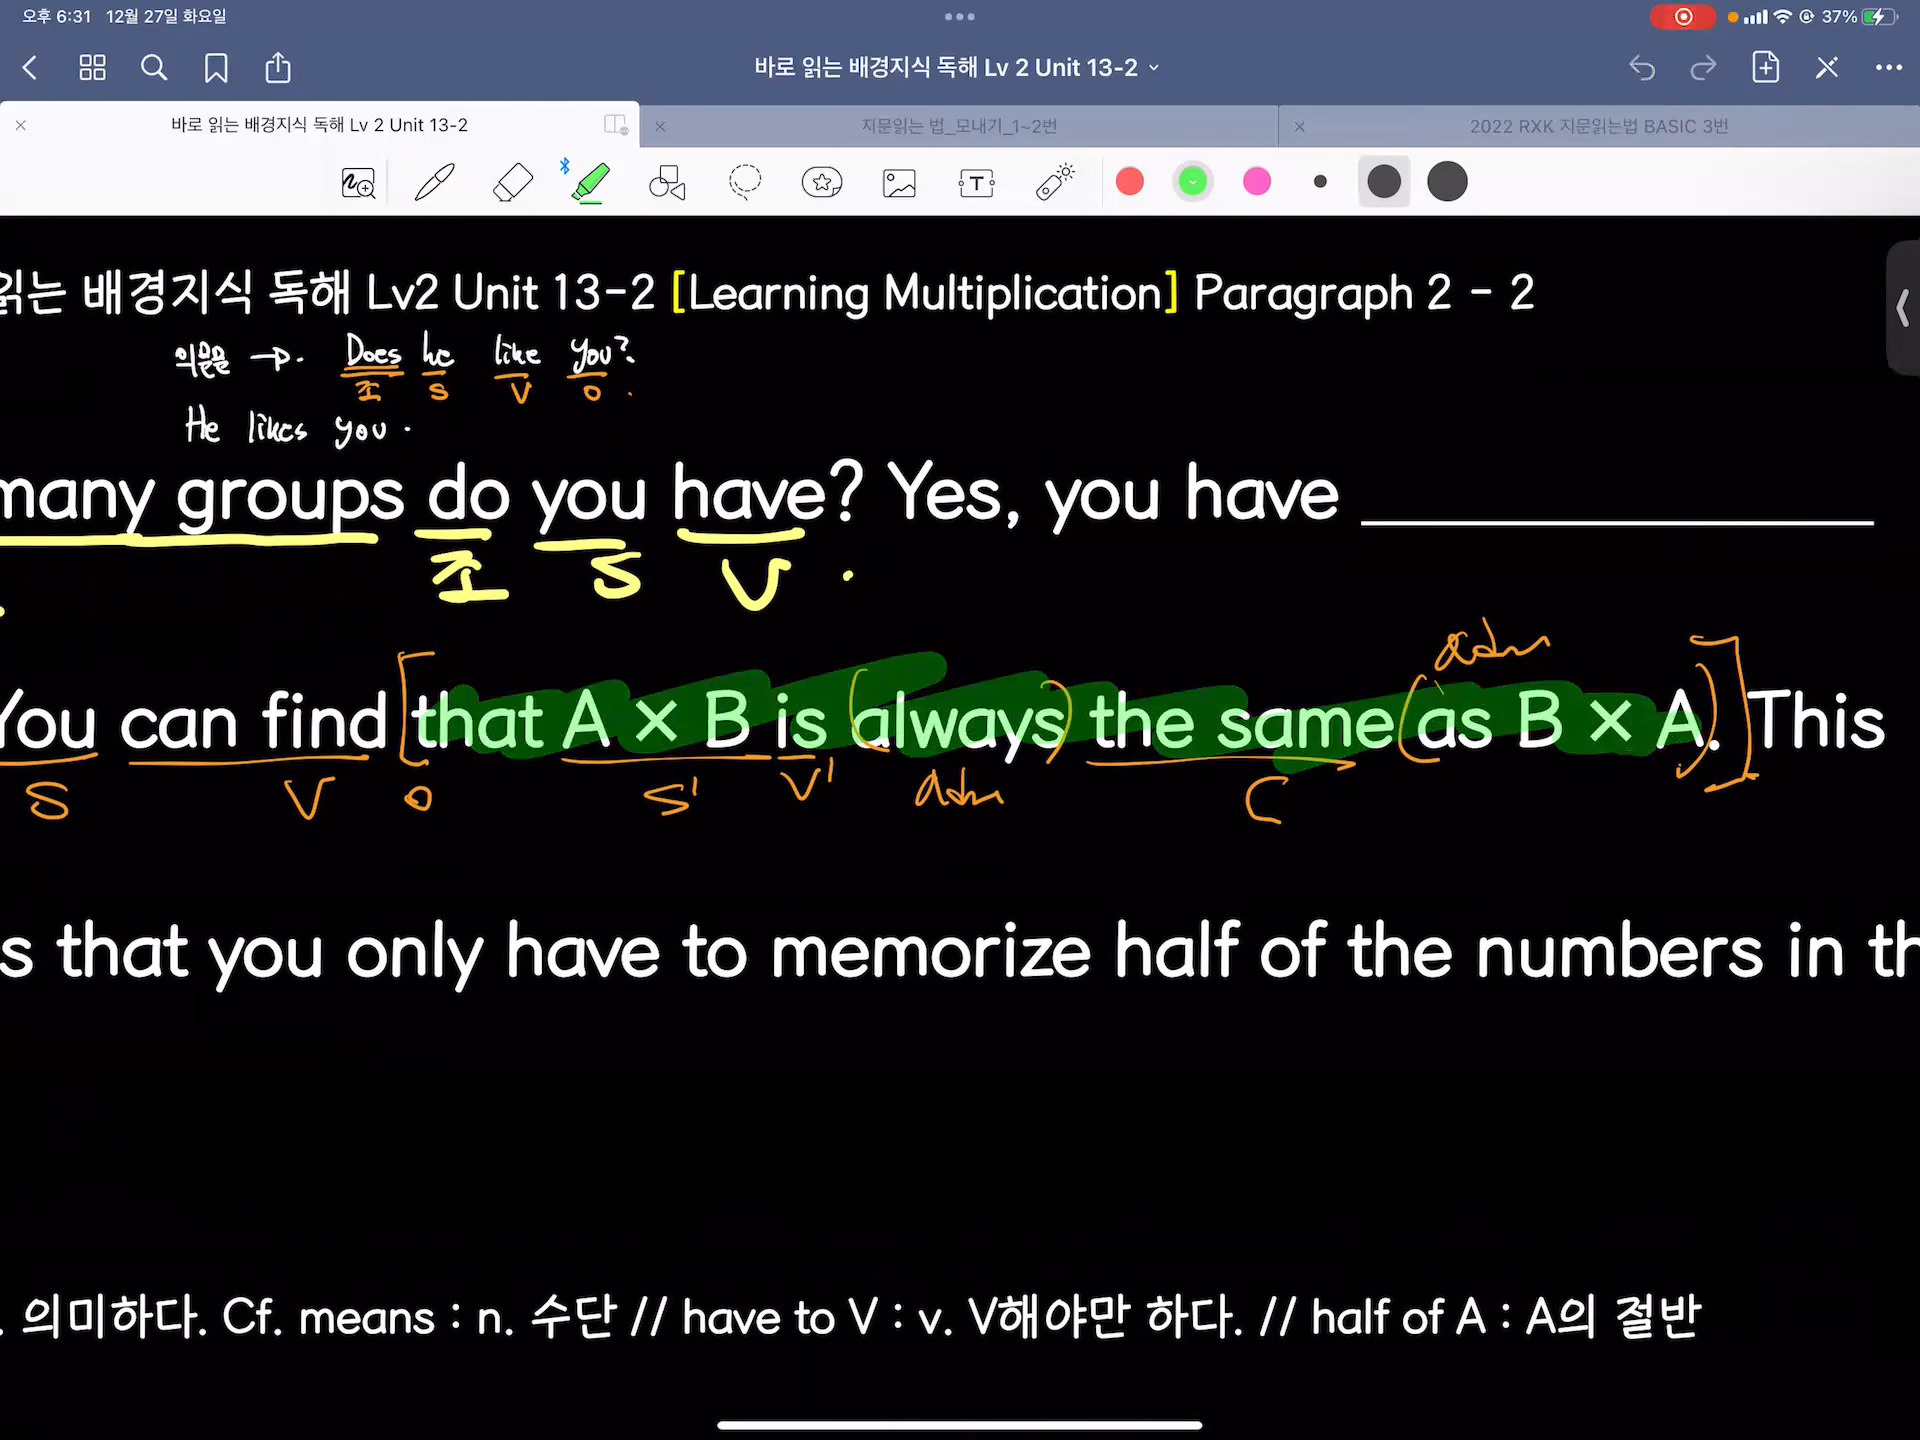 오후 6:31 12월 27일 화요일
37%
바로 읽는 배경지식 독해 Lv 2 Unit 13-2
바로 읽는 배경지식 독해 Lv 2 Unit 13-2
지문읽는 법_모내기_1~2번
2022 RXK 지문읽는법 BASIC 3번
읽는 배경지식 독해 Lv2 Unit 13-2 [Learning Multiplication] Paragraph 2 - 2
의문문 → Does he like you?
조 S V O
He likes you.
many groups do you have? Yes, you have
조 S V
adv
You can find [that A × B is (always) the same (as B × A).] This
S V O S' V' adv C
s that you only have to memorize half of the numbers in th
. 의미하다. Cf. means : n. 수단 // have to V : v. V해야만 하다. // half of A : A의 절반